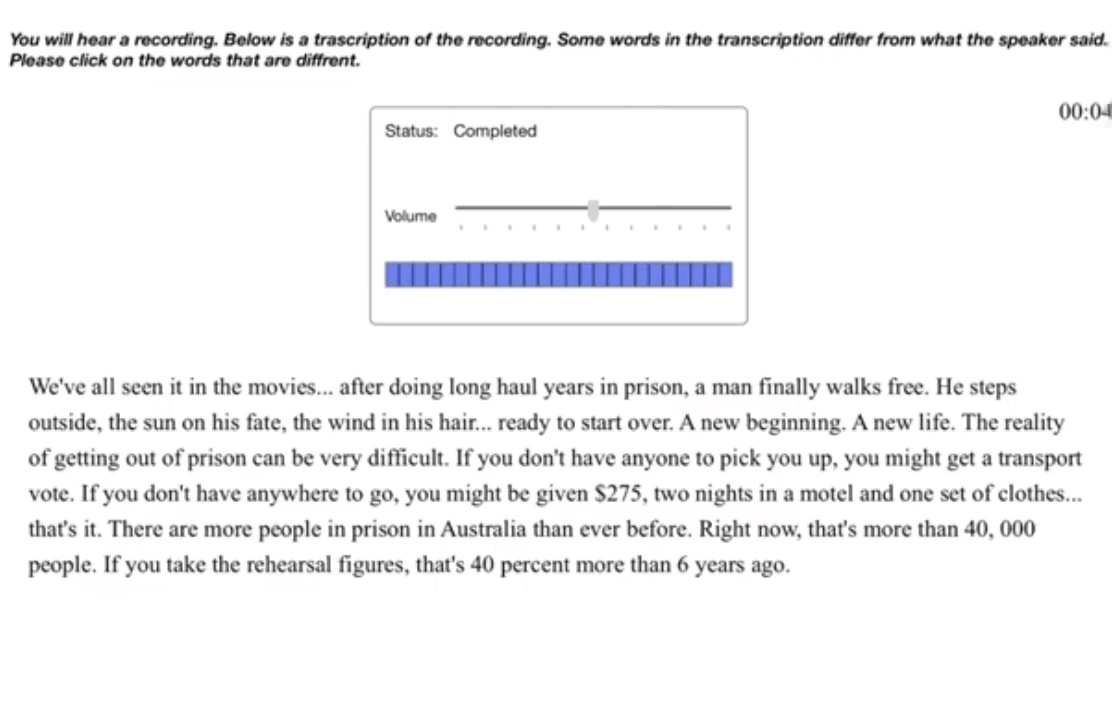 You will hear a recording. Below is a trascription of the recording. Some words in the transcription differ from what the speaker said.
Please click on the words that are diffrent.
00:04
Status: Completed
Volume
We've all seen it in the movies... after doing long haul years in prison, a man finally walks free. He steps
outside, the sun on his fate, the wind in his hair... ready to start over. A new beginning. A new life. The reality
of getting out of prison can be very difficult. If you don't have anyone to pick you up, you might get a transport
vote. If you don't have anywhere to go, you might be given $275, two nights in a motel and one set of clothes...
that's it. There are more people in prison in Australia than ever before. Right now, that's more than 40, 000
people. If you take the rehearsal figures, that's 40 percent more than 6 years ago.